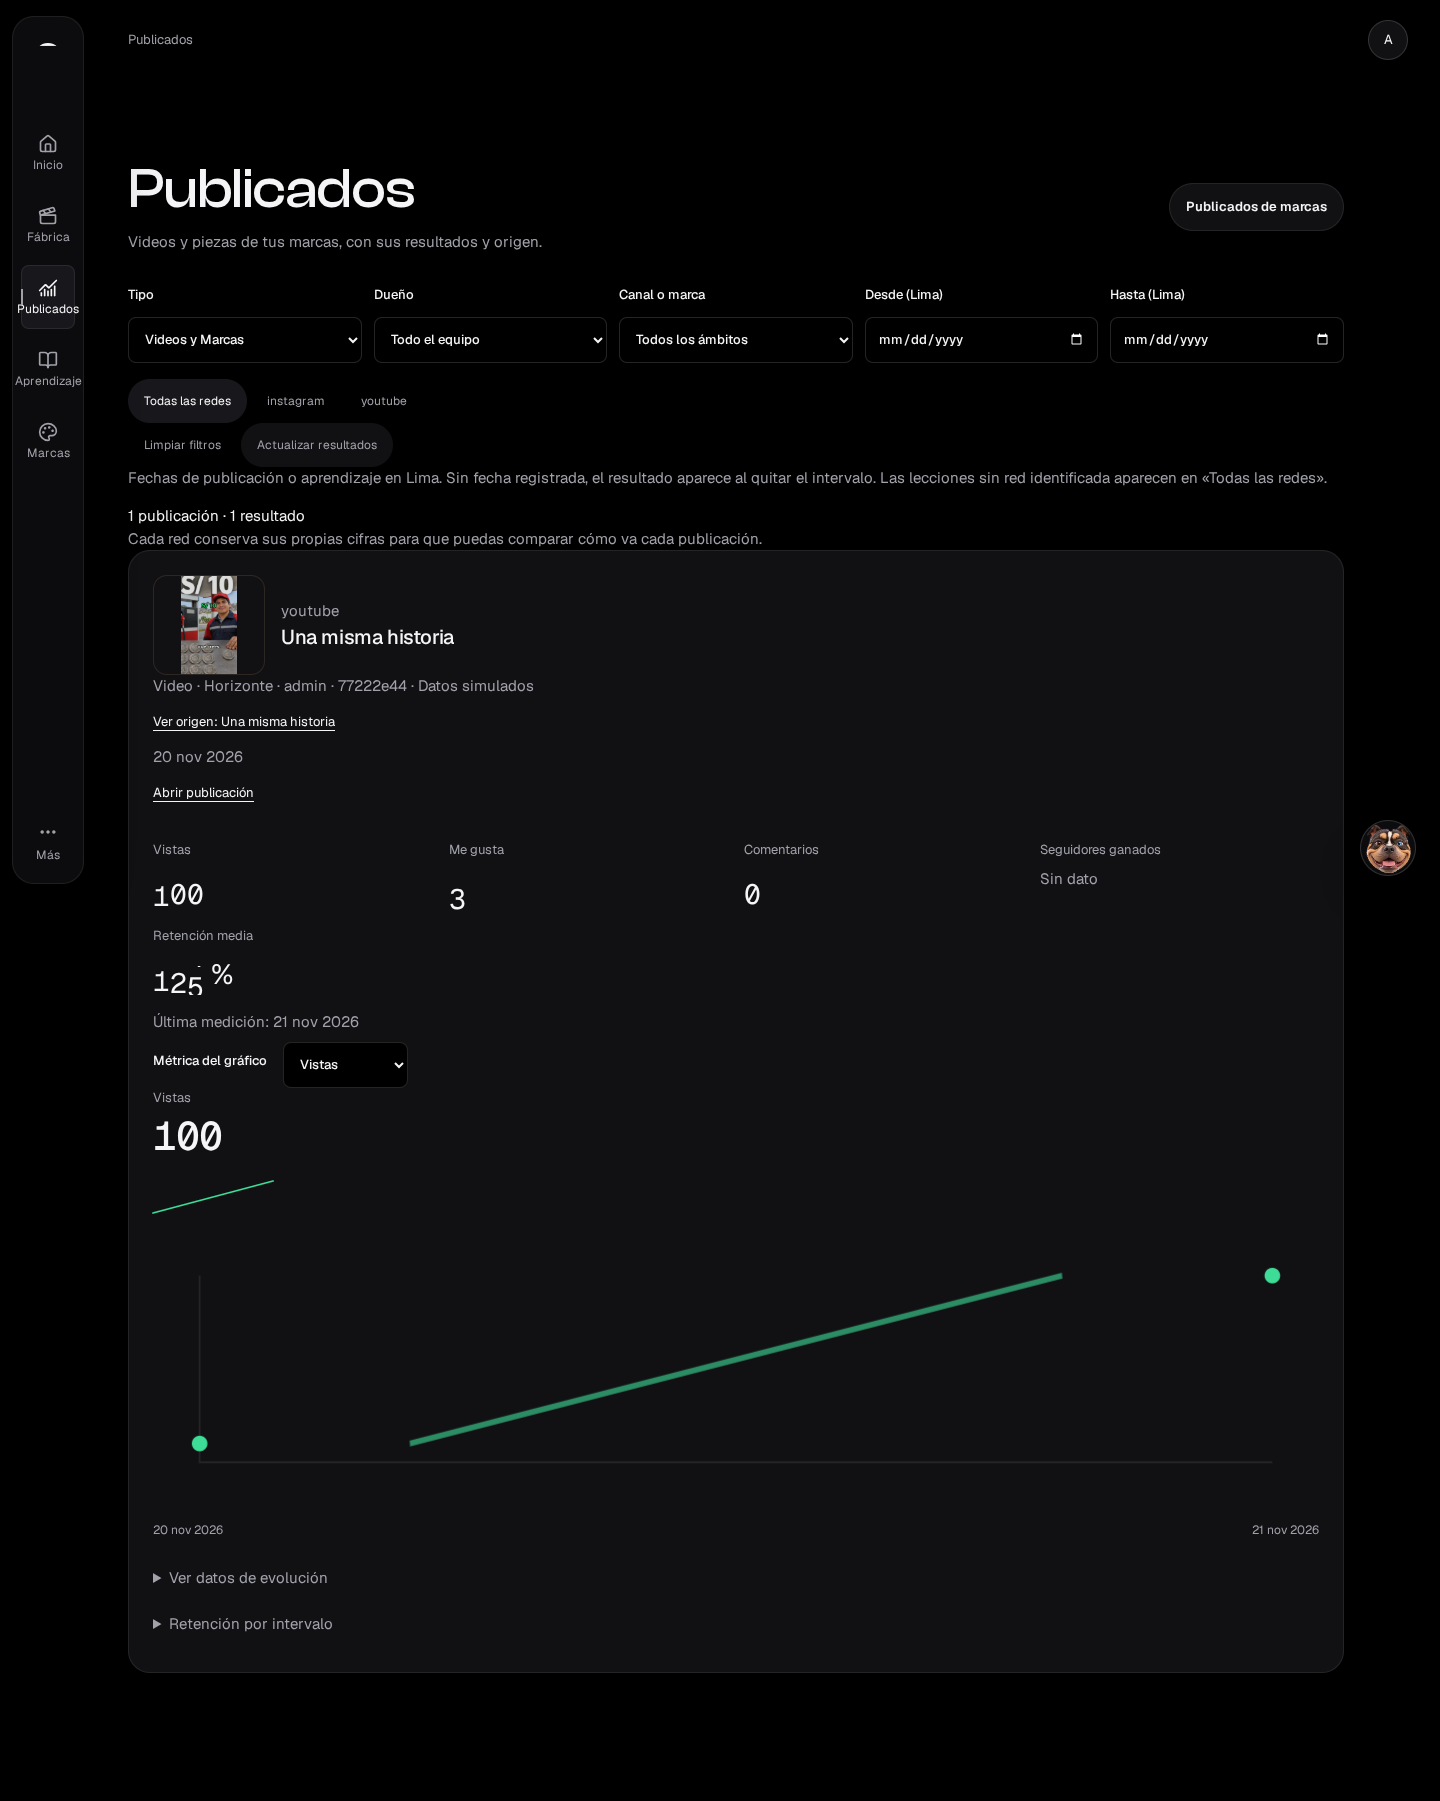 Publicados
A
Inicio
Fábrica
Publicados
Aprendizaje
Marcas
Más
Publicados
Publicados de marcas
Videos y piezas de tus marcas, con sus resultados y origen.
Tipo
Dueño
Canal o marca
Desde (Lima)
Hasta (Lima)
Videos y Marcas
Todo el equipo
Todos los ámbitos
mm/dd/yyyy
mm/dd/yyyy
Todas las redes
instagram
youtube
Limpiar filtros
Actualizar resultados
Fechas de publicación o aprendizaje en Lima. Sin fecha registrada, el resultado aparece al quitar el intervalo. Las lecciones sin red identificada aparecen en «Todas las redes».
1 publicación · 1 resultado
Cada red conserva sus propias cifras para que puedas comparar cómo va cada publicación.
S/ 10
youtube
Una misma historia
Video · Horizonte · admin · 77222e44 · Datos simulados
Ver origen: Una misma historia
20 nov 2026
Abrir publicación
Vistas
Me gusta
Comentarios
Seguidores ganados
100
3
0
Sin dato
Retención media
125 %
Última medición: 21 nov 2026
Métrica del gráfico
Vistas
Vistas
100
20 nov 2026
21 nov 2026
Ver datos de evolución
Retención por intervalo